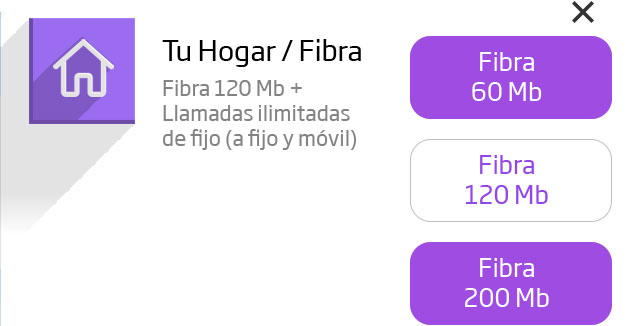 Tu Hogar / Fibra
Fibra 120 Mb +
Llamadas ilimitadas
de fijo (a fijo y móvil)
Fibra
60 Mb
Fibra
120 Mb
Fibra
200 Mb